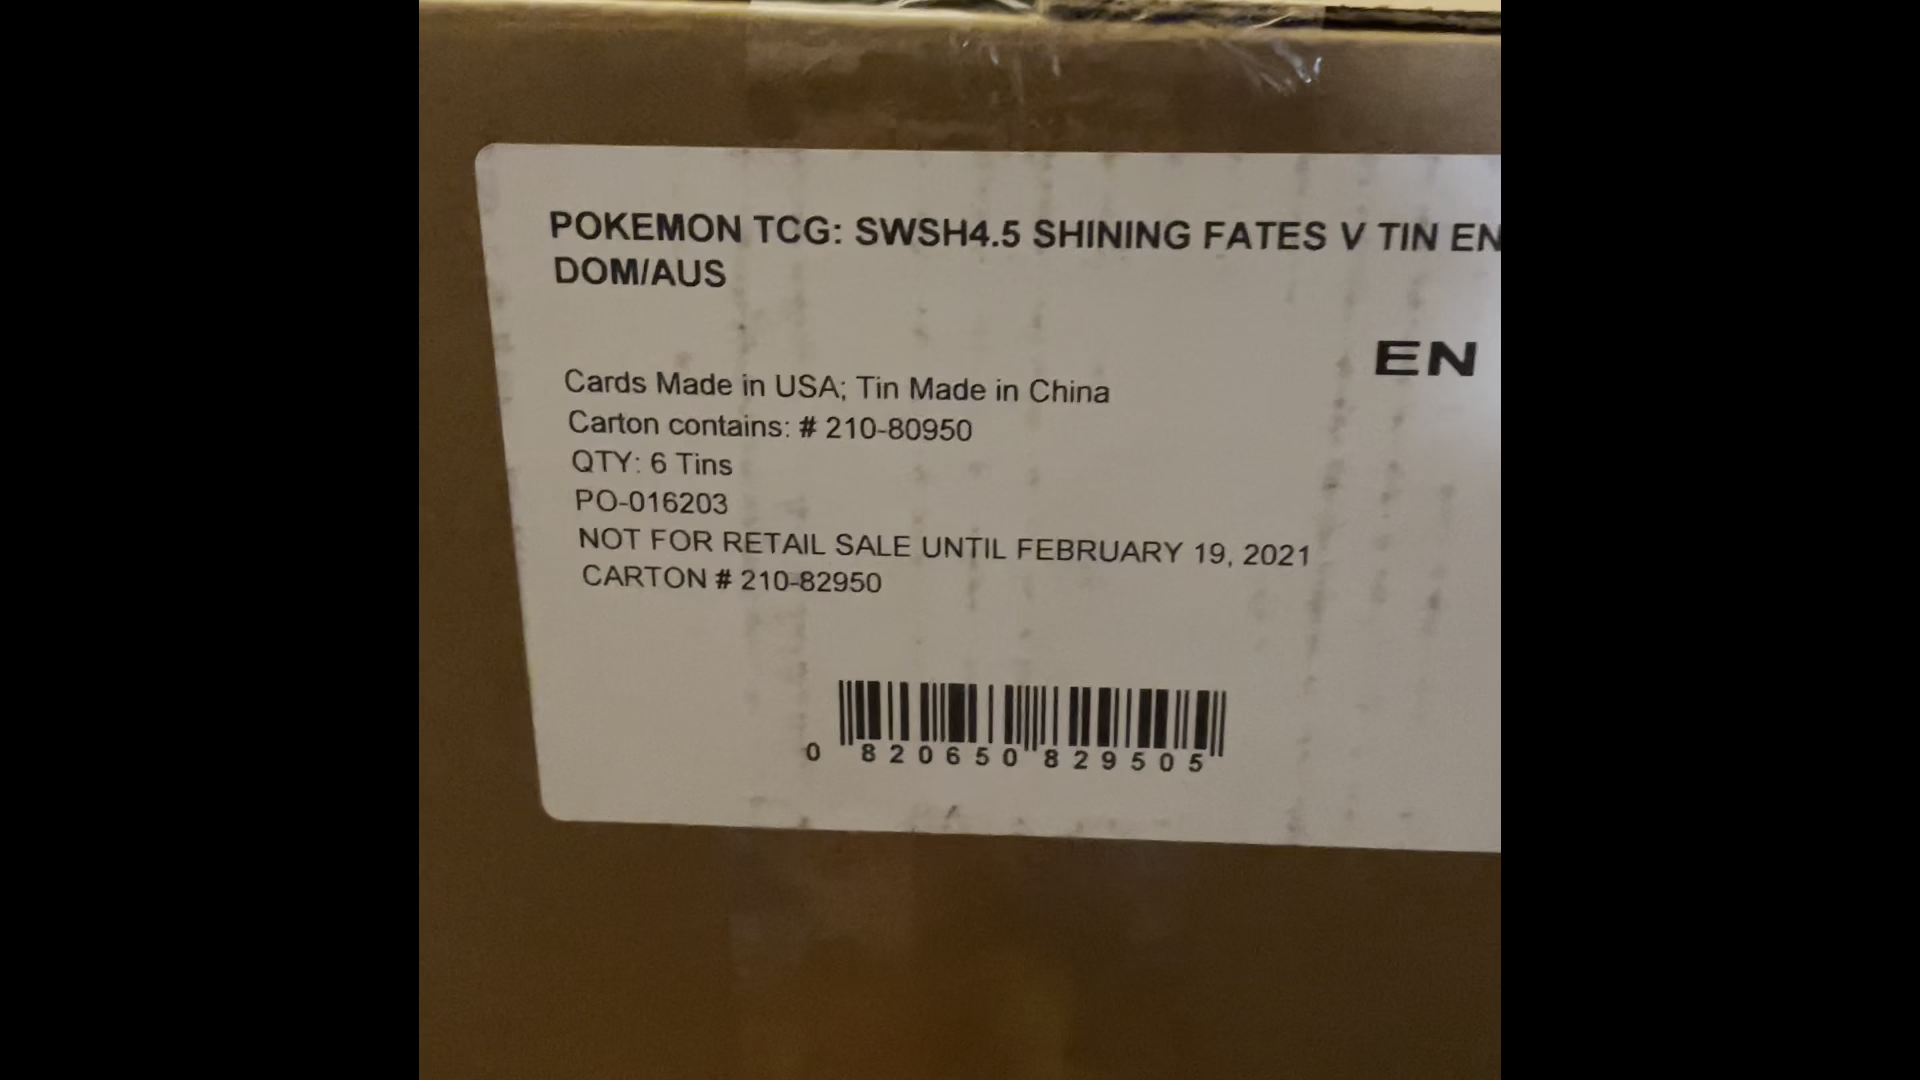 POKEMON TCG: SWSH4.5 SHINING FATES V TIN EN
DOM/AUS
EN
Cards Made in USA; Tin Made in China
Carton contains: # 210-80950
QTY: 6 Tins
PO-016203
NOT FOR RETAIL SALE UNTIL FEBRUARY 19, 2021
CARTON # 210-82950
0 820650 829505